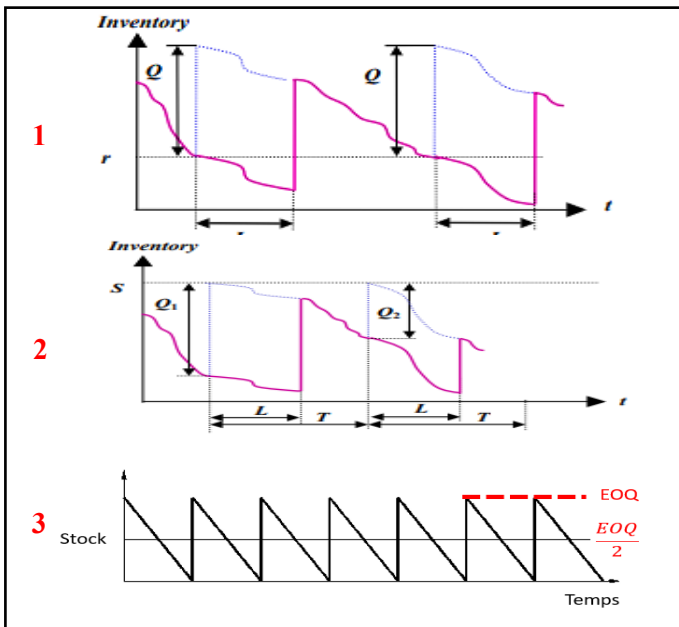 Inventory
Q
Q
1
r
t
Inventory
S
Q₁
Q₂
2
L
T
L
T
t
3
EOQ
Stock
EOQ
2
Temps